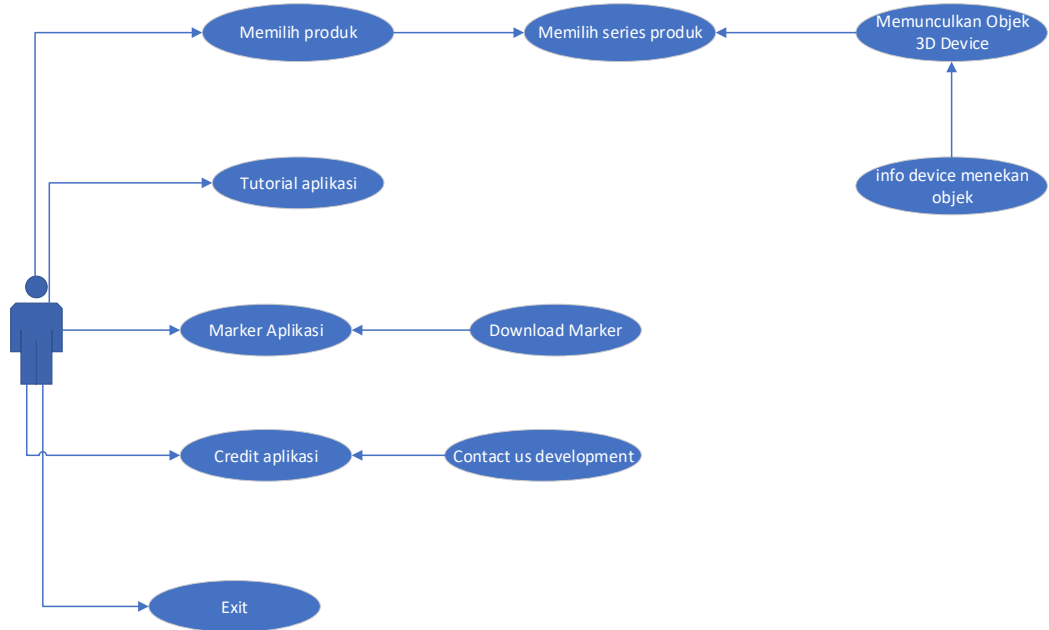 Memilih produk
Memilih series produk
Memunculkan Objek
3D Device
Tutorial aplikasi
info device menekan
objek
Marker Aplikasi
Download Marker
Credit aplikasi
Contact us development
Exit